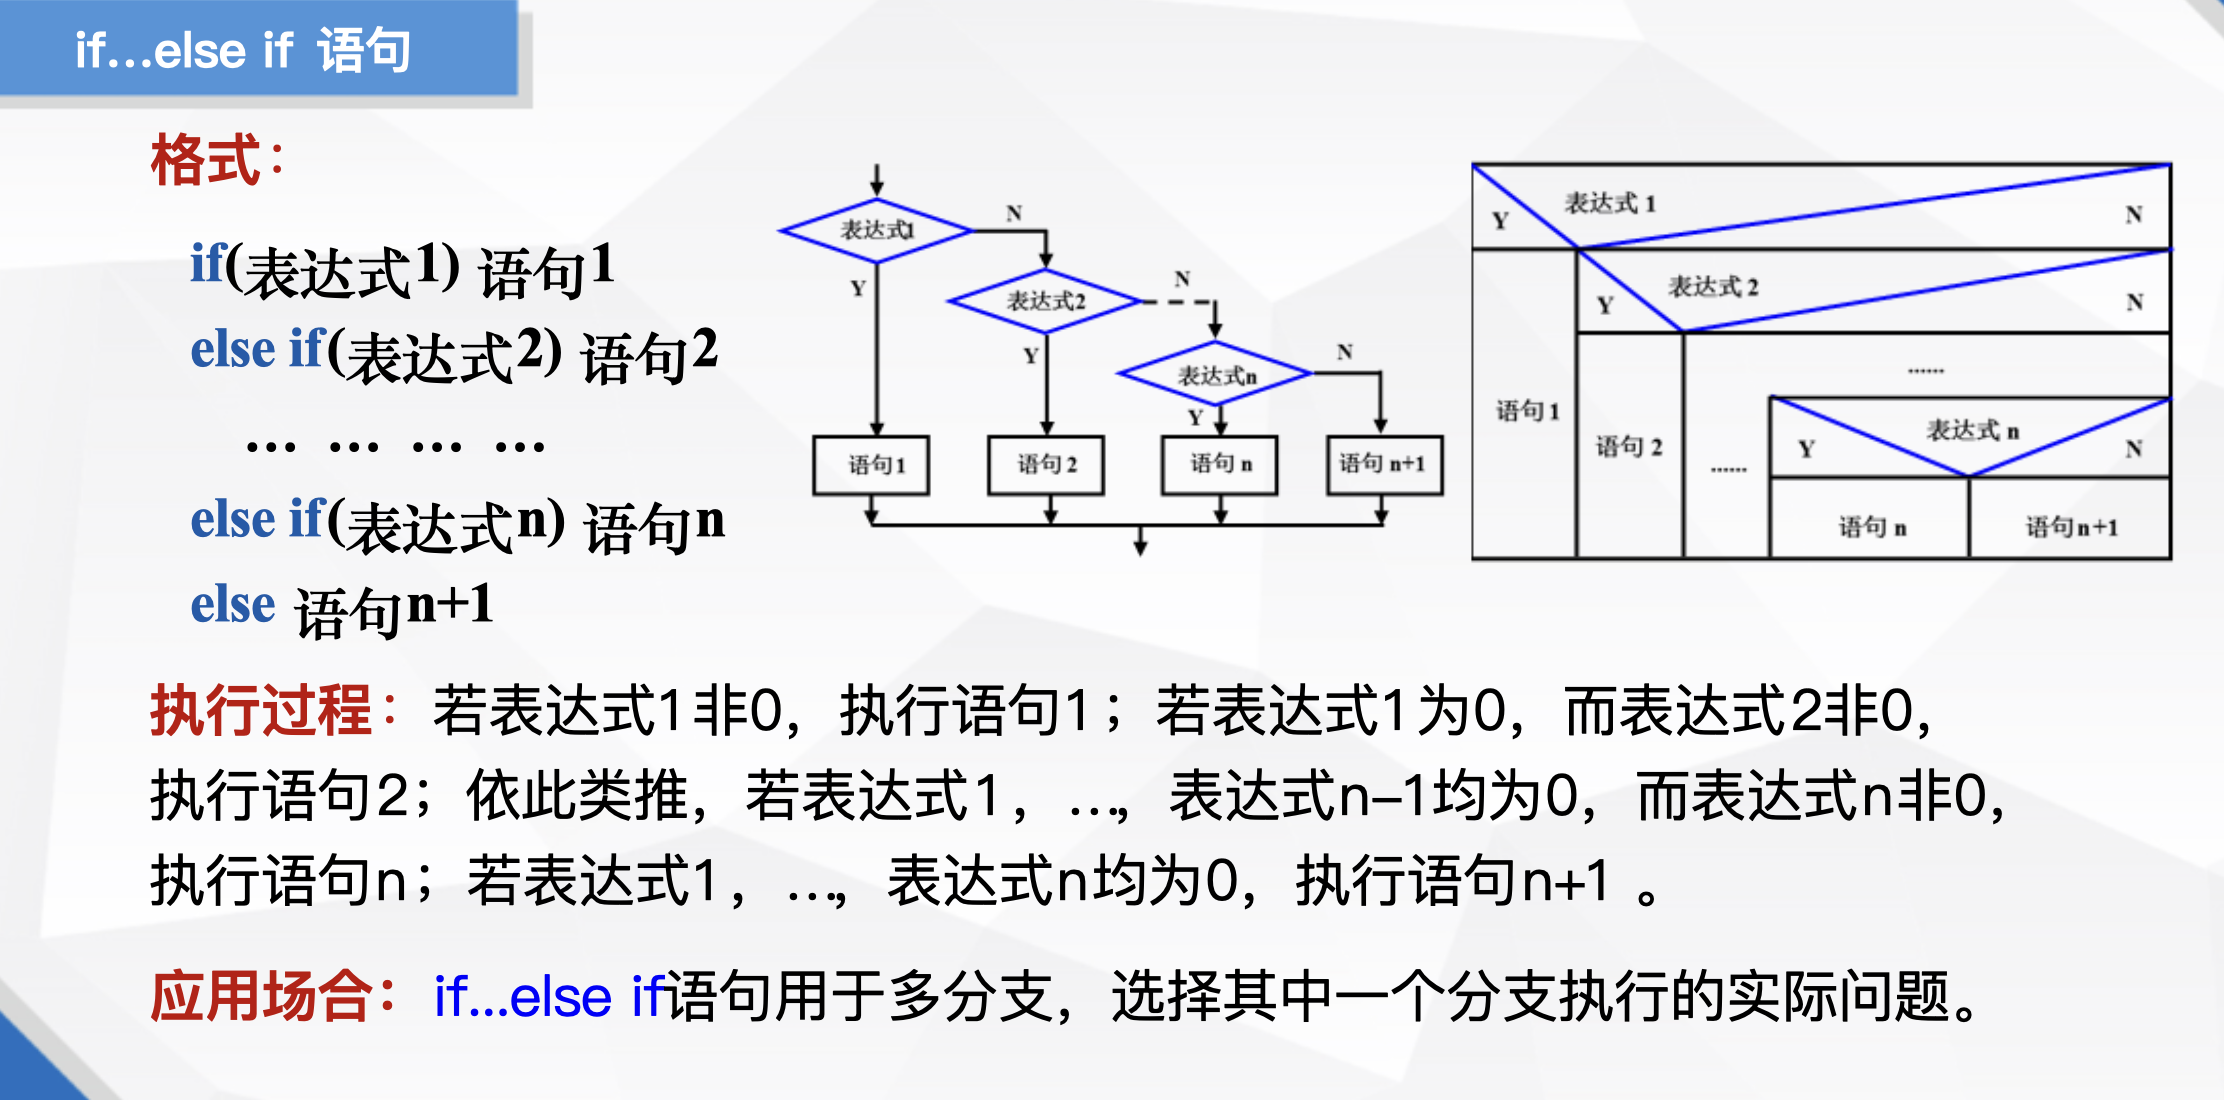 if...else if 语句
格式：
if(表达式1) 语句1
else if(表达式2) 语句2
... ... ... ...
else if(表达式n) 语句n
else 语句n+1
表达式1
N
Y
表达式2
N
Y
表达式n
N
Y
语句1
语句2
语句n
语句n+1
表达式1
Y
N
表达式2
Y
N
......
语句1
语句2
......
表达式n
Y
N
语句n
语句n+1
执行过程：若表达式1非0，执行语句1；若表达式1为0，而表达式2非0，
执行语句2；依此类推，若表达式1，…，表达式n–1均为0，而表达式n非0，
执行语句n；若表达式1，…，表达式n均为0，执行语句n+1 。
应用场合：if...else if语句用于多分支，选择其中一个分支执行的实际问题。